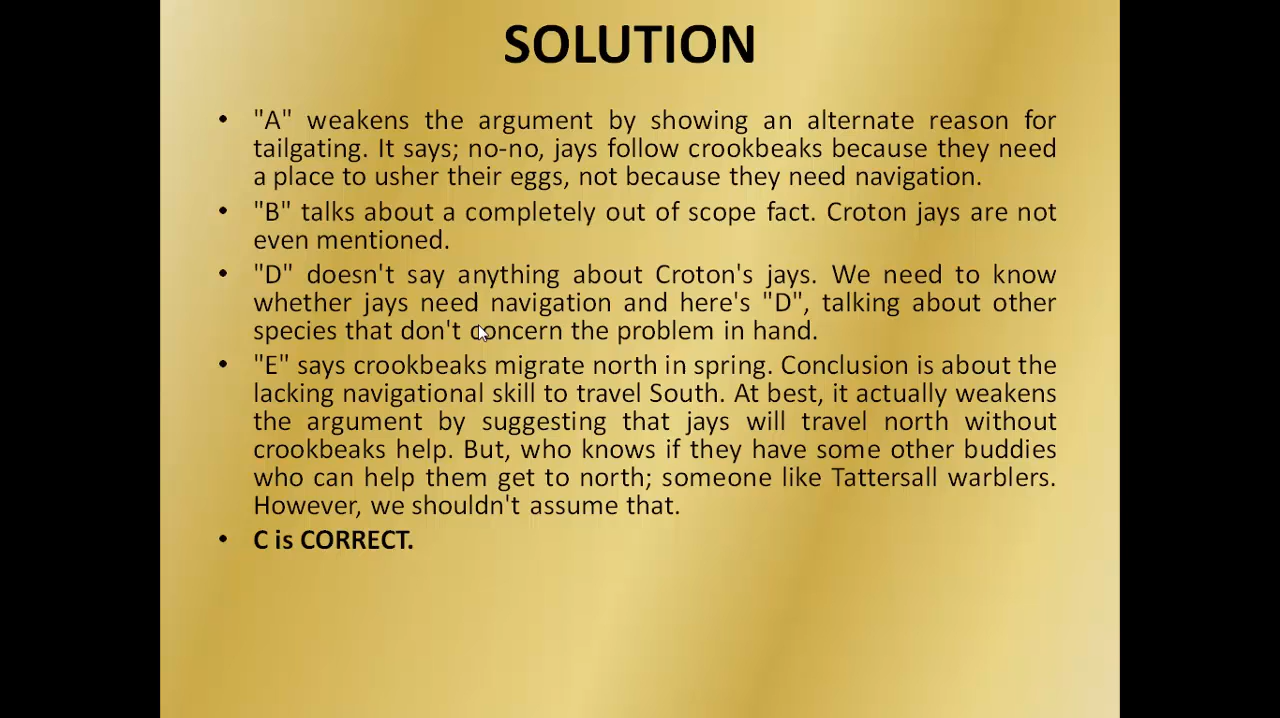 SOLUTION
• "A" weakens the argument by showing an alternate reason for
tailgating. It says; no-no, jays follow crookbeaks because they need
a place to usher their eggs, not because they need navigation.
• "B" talks about a completely out of scope fact. Croton jays are not
even mentioned.
• "D" doesn't say anything about Croton's jays. We need to know
whether jays need navigation and here's "D", talking about other
species that don't concern the problem in hand.
• "E" says crookbeaks migrate north in spring. Conclusion is about the
lacking navigational skill to travel South. At best, it actually weakens
the argument by suggesting that jays will travel north without
crookbeaks help. But, who knows if they have some other buddies
who can help them get to north; someone like Tattersall warblers.
However, we shouldn't assume that.
• C is CORRECT.